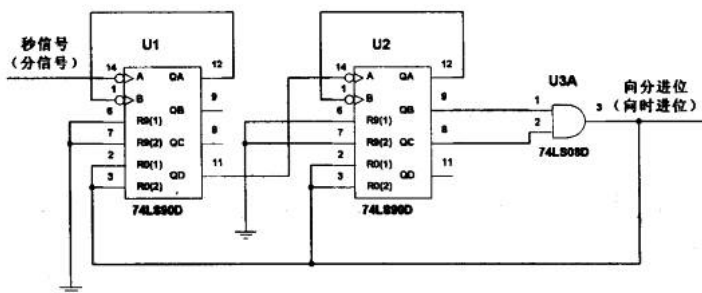 秒信号
（分信号）
U1
14
A
QA
12
1
B
QB
9
6
R9(1)
7
R9(2)
QC
8
2
R0(1)
3
R0(2)
QD
11
74LS90D
U2
14
A
QA
12
1
B
QB
9
6
R9(1)
7
R9(2)
QC
8
2
R0(1)
3
R0(2)
QD
11
74LS90D
U3A
1
2
3
74LS08D
向分进位
（向时进位）